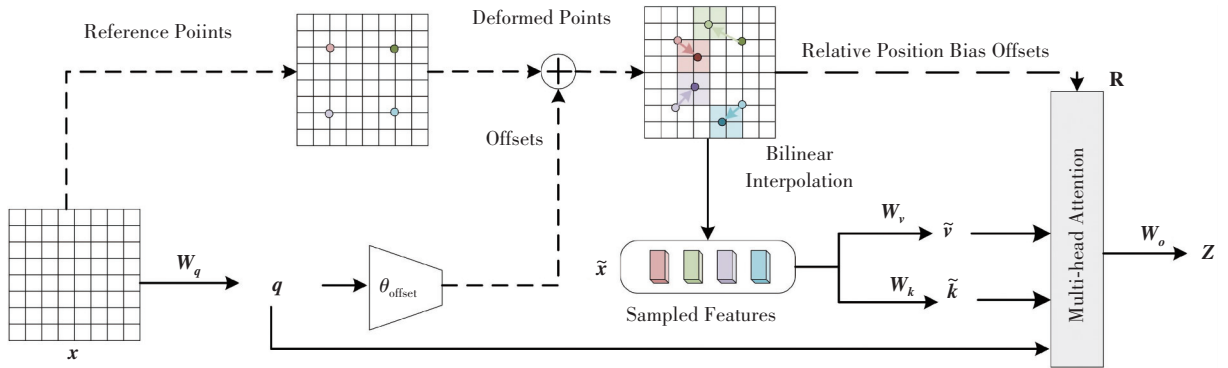 Reference Poiints
Deformed Points
Relative Position Bias Offsets
R
Offsets
Bilinear
Interpolation
Multi-head Attention
W_q
q
θ_offset
x̃
Sampled Features
W_v
ṽ
W_k
k̃
W_o
Z
x